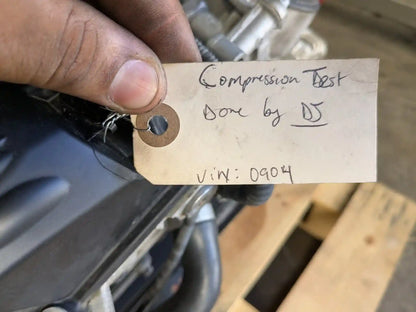 Compression Test
Done by DJ
Vin: 0904